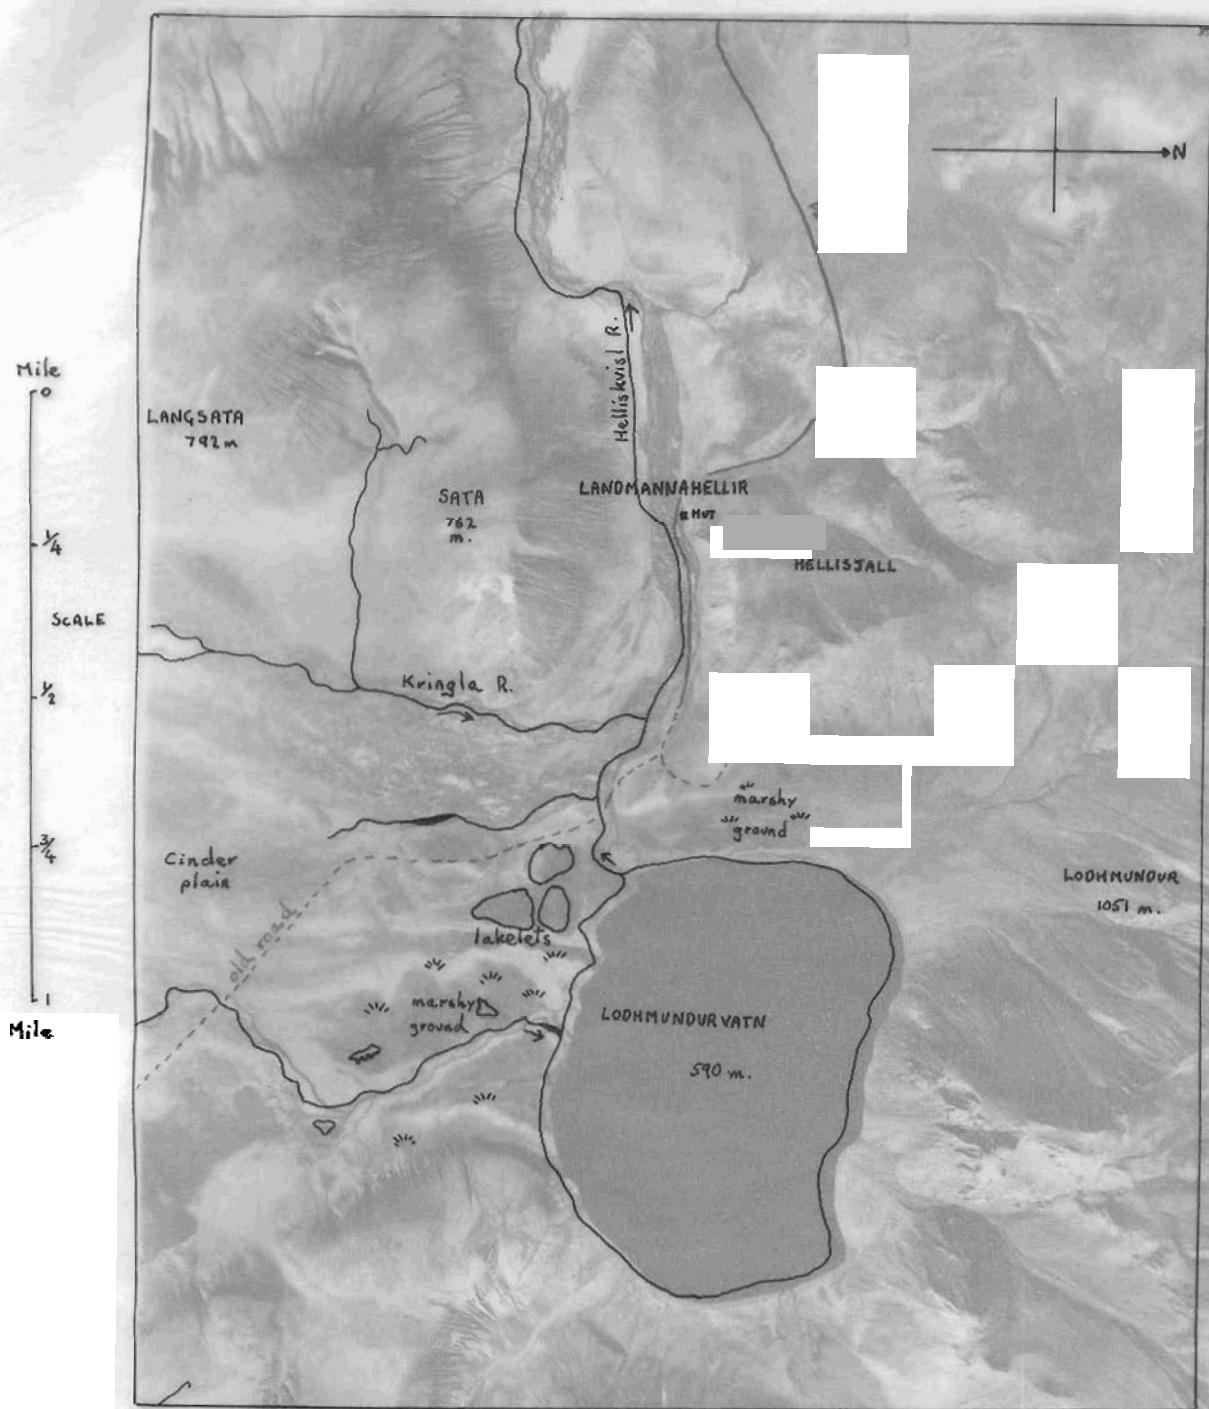 N
Helliskvisl R.
Mile
0
LANGSATA
792 m
SATA
762
m.
LANDMANNAHELLIR
HUT
1/4
HELLISJALL
SCALE
Kringla R.
1/2
marshy
ground
3/4
Cinder
plain
LODHMUNDUR
1051 m.
old road
lakelets
marshy
ground
1
Mile
LODHMUNDURVATN
590 m.